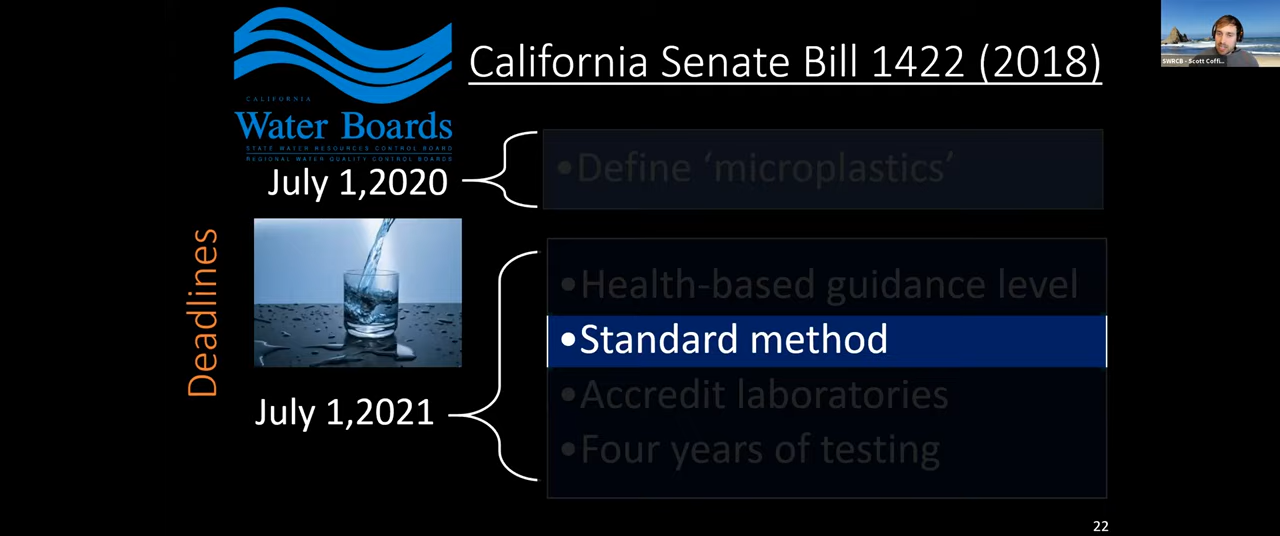 California Senate Bill 1422 (2018)
SWRCB - Scott Coffi...
CALIFORNIA
Water Boards
STATE WATER RESOURCES CONTROL BOARD
REGIONAL WATER QUALITY CONTROL BOARDS
July 1,2020
•Define ‘microplastics’
Deadlines
July 1,2021
•Health-based guidance level
•Standard method
•Accredit laboratories
•Four years of testing
22